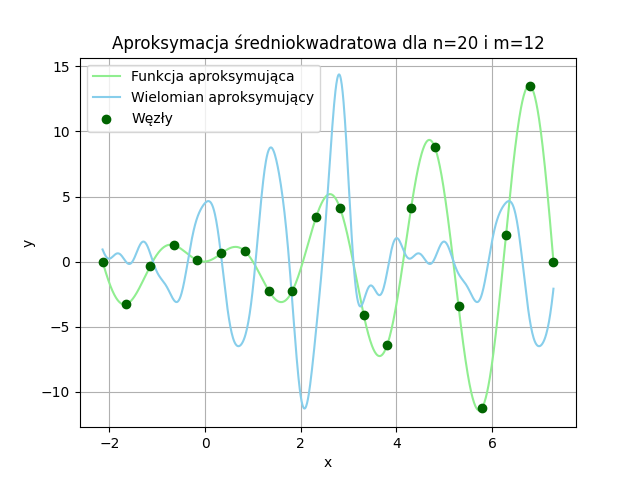 Aproksymacja średniokwadratowa dla n=20 i m=12
Funkcja aproksymująca
Wielomian aproksymujący
Węzły
15
10
5
0
−5
−10
y
−2
0
2
4
6
x